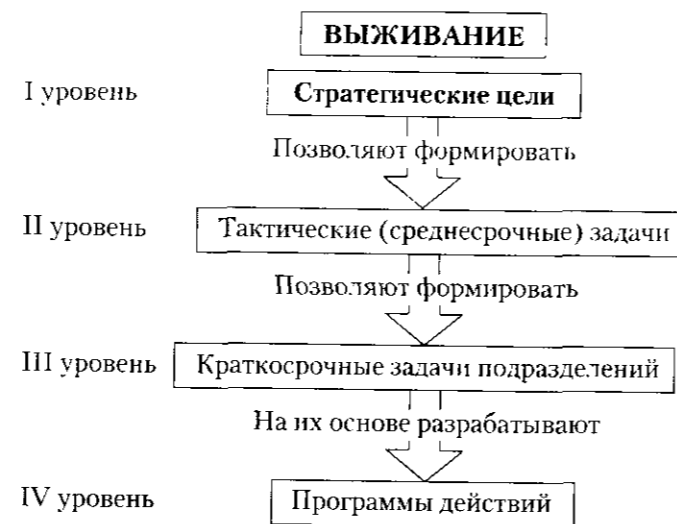 ВЫЖИВАНИЕ
I уровень Стратегические цели
Позволяют формировать
II уровень Тактические (среднесрочные) задачи
Позволяют формировать
III уровень Краткосрочные задачи подразделений
На их основе разрабатывают
IV уровень Программы действий